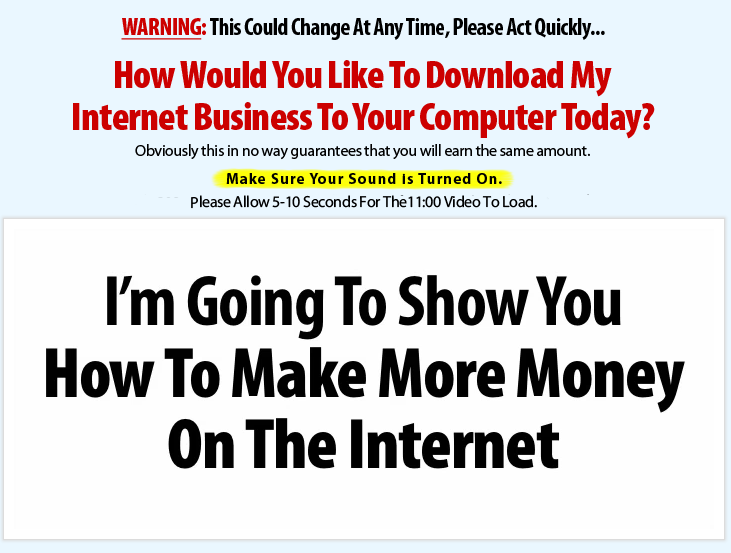 WARNING: This Could Change At Any Time, Please Act Quickly...
How Would You Like To Download My
Internet Business To Your Computer Today?
Obviously this in no way guarantees that you will earn the same amount.
Make Sure Your Sound is Turned On.
Please Allow 5-10 Seconds For The11:00 Video To Load.
I'm Going To Show You
How To Make More Money
On The Internet